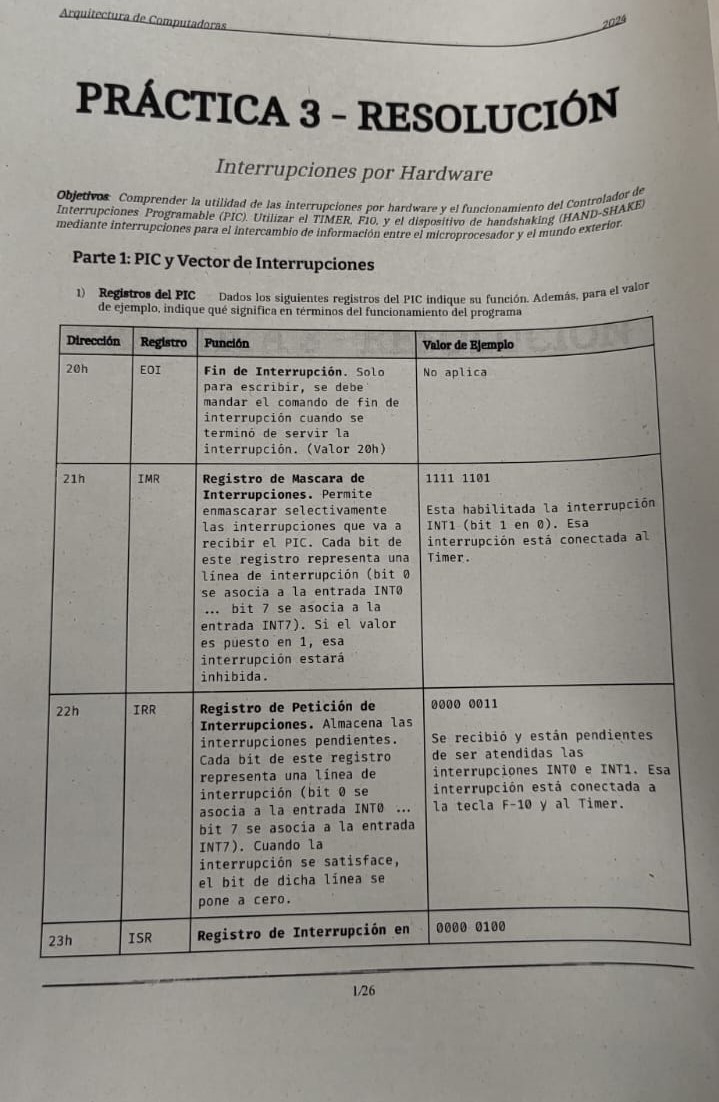 Arquitectura de Computadoras
2024
PRÁCTICA 3 - RESOLUCIÓN
Interrupciones por Hardware
Objetivos: Comprender la utilidad de las interrupciones por hardware y el funcionamiento del Controlador de
Interrupciones Programable (PIC). Utilizar el TIMER, F10, y el dispositivo de handshaking (HAND-SHAKE)
mediante interrupciones para el intercambio de información entre el microprocesador y el mundo exterior.
Parte 1: PIC y Vector de Interrupciones
1) Registros del PIC Dados los siguientes registros del PIC indique su función. Además, para el valor
de ejemplo, indique qué significa en términos del funcionamiento del programa
Dirección Registro Función Valor de Ejemplo
20h EOI Fin de Interrupción. Solo No aplica
para escribir, se debe
mandar el comando de fin de
interrupción cuando se
terminó de servir la
interrupción. (Valor 20h)
21h IMR Registro de Mascara de 1111 1101
Interrupciones. Permite
enmascarar selectivamente Esta habilitada la interrupción
las interrupciones que va a INT1 (bit 1 en 0). Esa
recibir el PIC. Cada bit de interrupción está conectada al
este registro representa una Timer.
línea de interrupción (bit 0
se asocia a la entrada INT0
... bit 7 se asocia a la
entrada INT7). Si el valor
es puesto en 1, esa
interrupción estará
inhibida.
22h IRR Registro de Petición de 0000 0011
Interrupciones. Almacena las
interrupciones pendientes. Se recibió y están pendientes
Cada bit de este registro de ser atendidas las
representa una línea de interrupciones INT0 e INT1. Esa
interrupción (bit 0 se interrupción está conectada a
asocia a la entrada INT0 ... la tecla F-10 y al Timer.
bit 7 se asocia a la entrada
INT7). Cuando la
interrupción se satisface,
el bit de dicha línea se
pone a cero.
23h ISR Registro de Interrupción en 0000 0100
1/26